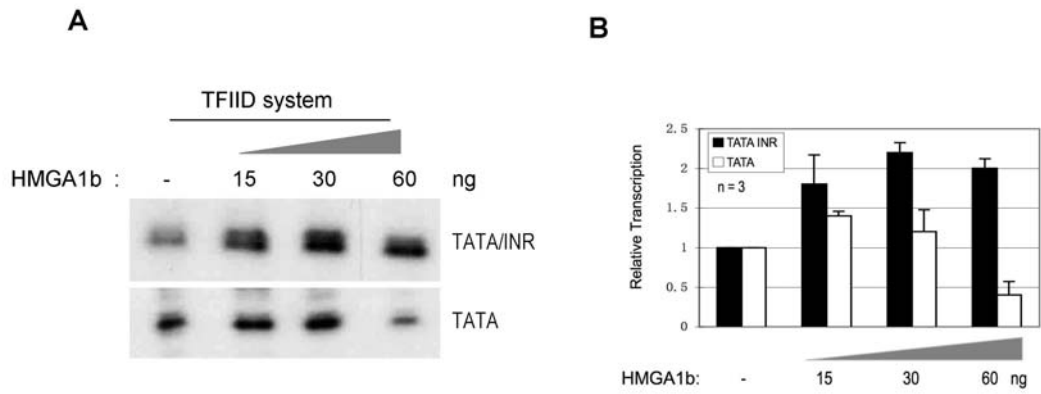 A
TFIID system
HMGA1b : - 15 30 60 ng
TATA/INR
TATA
B
Relative Transcription
2.5
2
1.5
1
0.5
0
TATA INR
TATA
n = 3
HMGA1b: - 15 30 60 ng